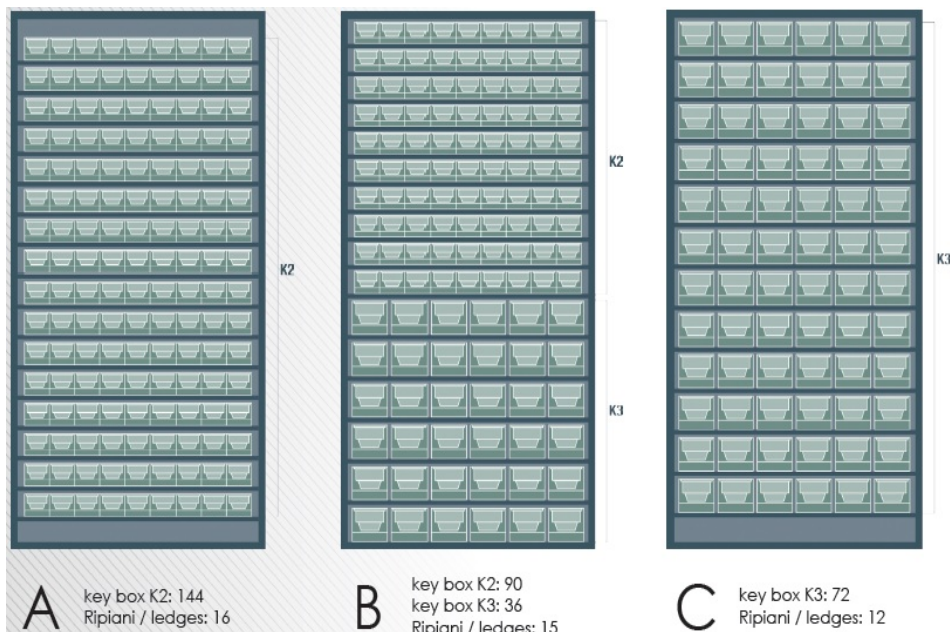 K2
K2
K3
K3
A
key box K2: 144
Ripiani / ledges: 16
B
key box K2: 90
key box K3: 36
Ripiani / ledges: 15
C
key box K3: 72
Ripiani / ledges: 12